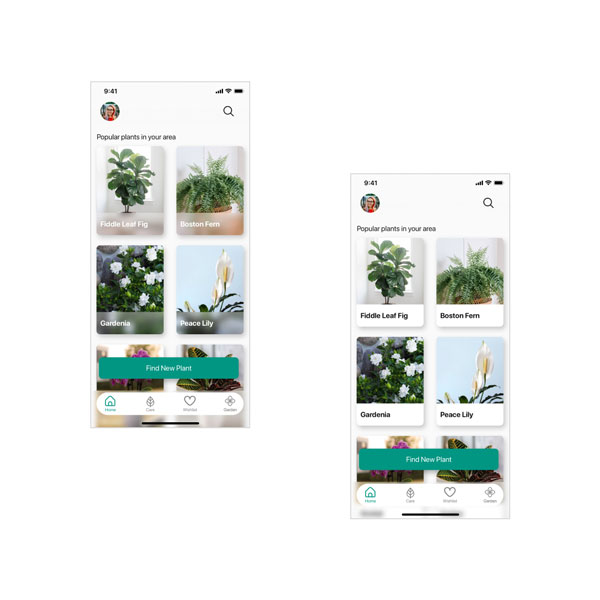 9:41
Popular plants in your area
Fiddle Leaf Fig
Boston Fern
Gardenia
Peace Lily
Find New Plant
Home
Care
Wishlist
Garden
9:41
Popular plants in your area
Fiddle Leaf Fig
Boston Fern
Gardenia
Peace Lily
Find New Plant
Home
Care
Wishlist
Garden